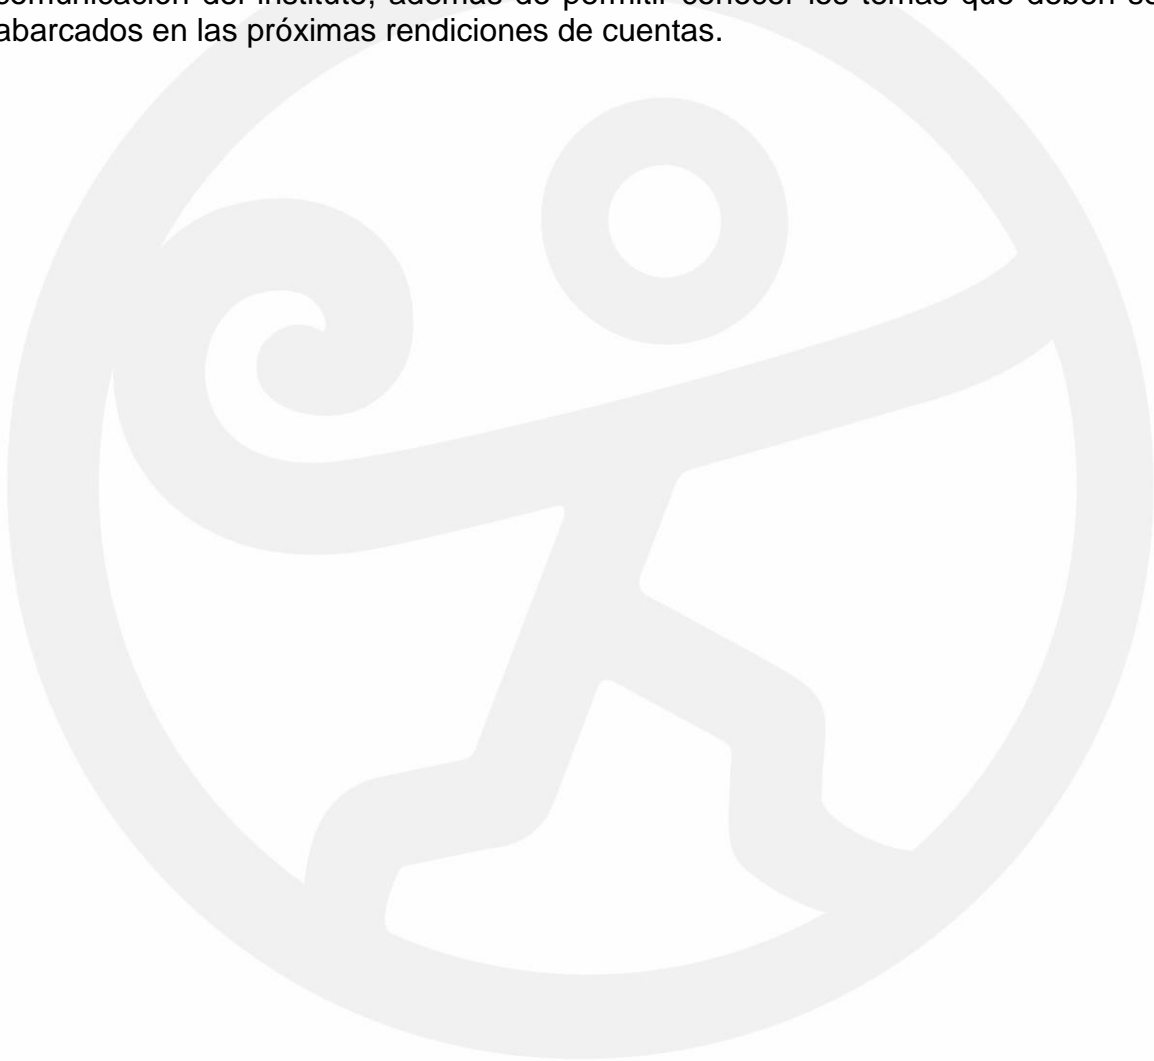 comunicación del instituto, además de permitir conocer los temas que deben
abarcados en las próximas rendiciones de cuentas.